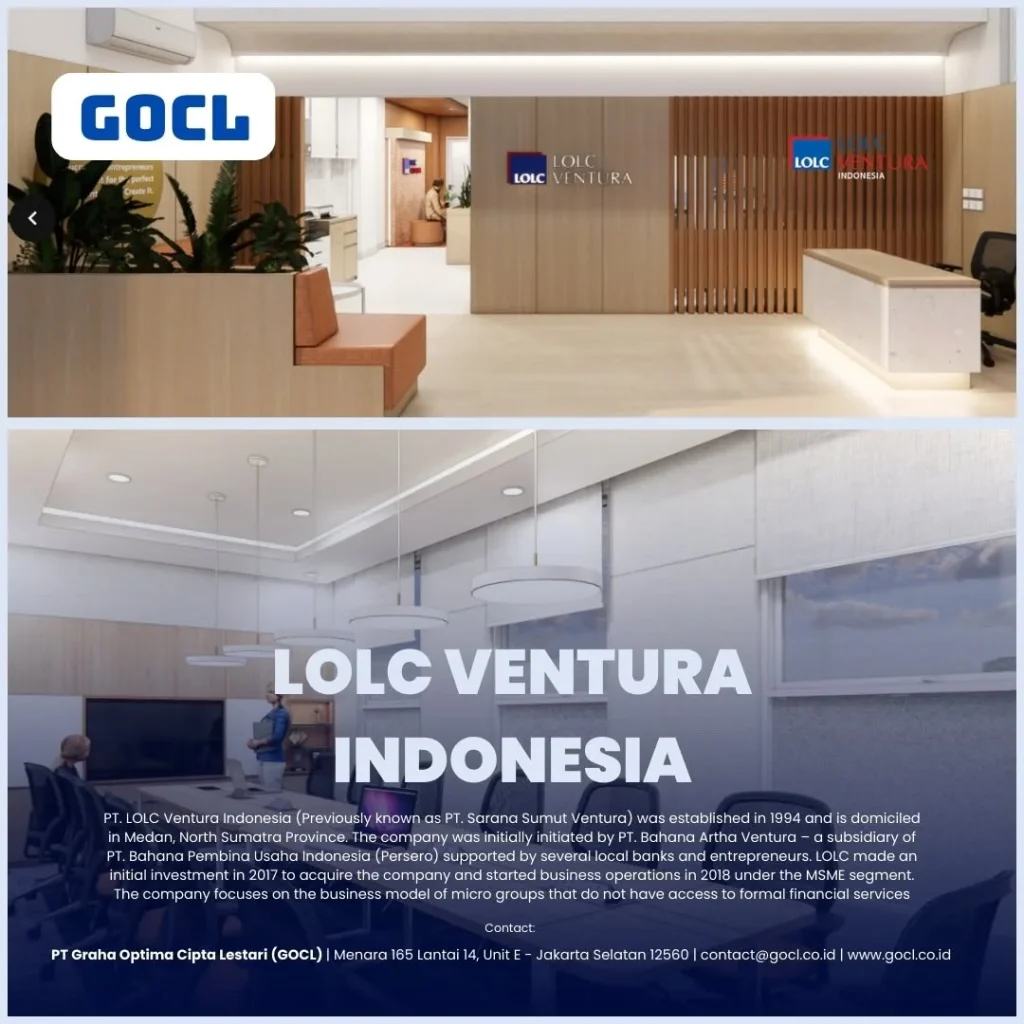 GOCL
entrepreneurs
perfect
Create it.
LOLC
LOLC
VENTURA
LOLC
LOLC
VENTURA
INDONESIA
LOLC VENTURA
INDONESIA
PT. LOLC Ventura Indonesia (Previously known as PT. Sarana Sumut Ventura) was established in 1994 and is domiciled
in Medan, North Sumatra Province. The company was initially initiated by PT. Bahana Artha Ventura – a subsidiary of
PT. Bahana Pembina Usaha Indonesia (Persero) supported by several local banks and entrepreneurs. LOLC made an
initial investment in 2017 to acquire the company and started business operations in 2018 under the MSME segment.
The company focuses on the business model of micro groups that do not have access to formal financial services
Contact:
PT Graha Optima Cipta Lestari (GOCL) | Menara 165 Lantai 14, Unit E - Jakarta Selatan 12560 | contact@gocl.co.id | www.gocl.co.id